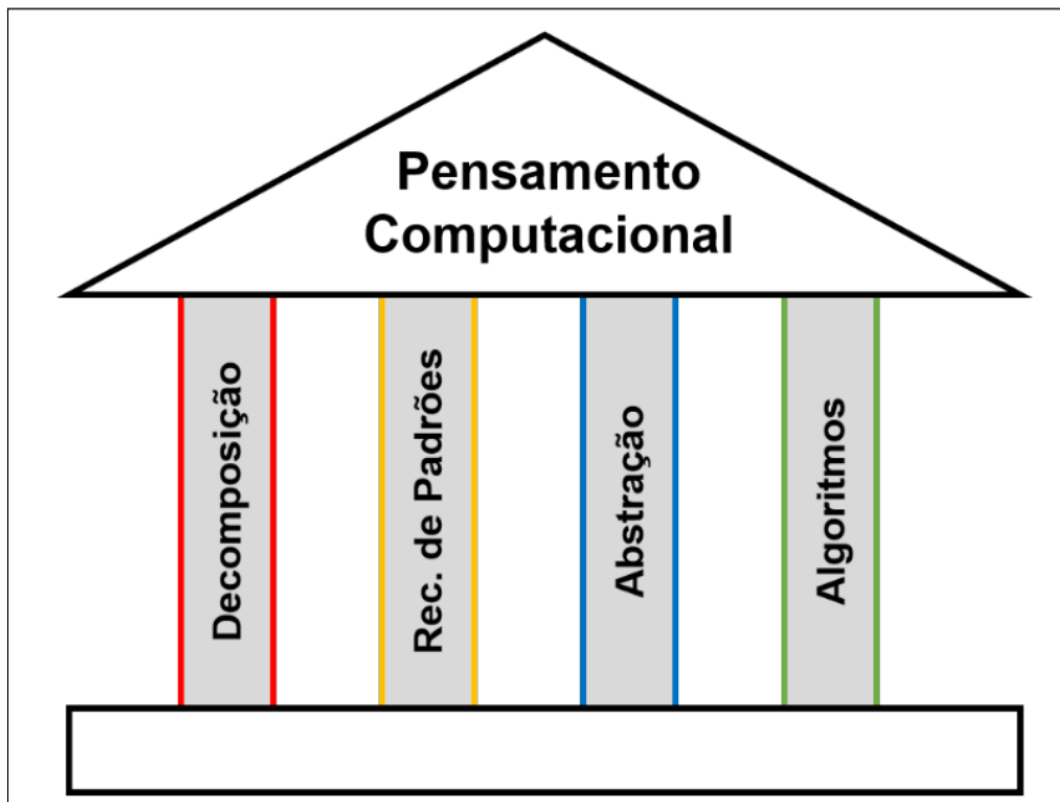 Pensamento
Computacional
Decomposição
Rec. de Padrões
Abstração
Algoritmos